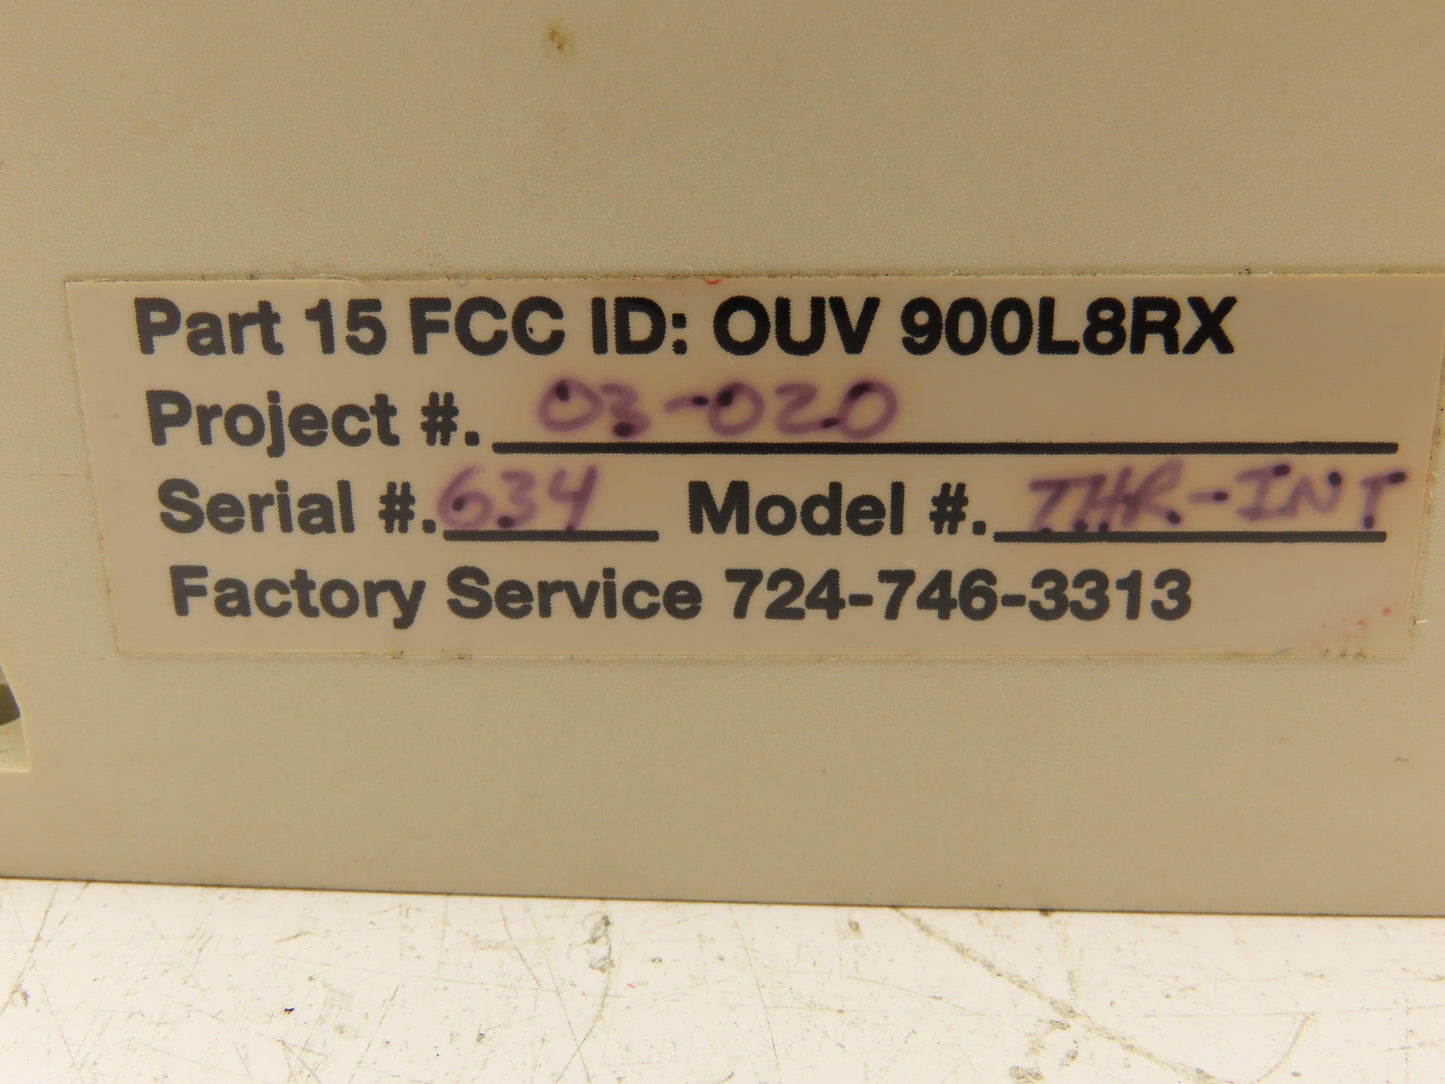 Part 15 FCC ID: OUV 900L8RX
Project #. 03-020
Serial #. 634 Model #. THR-INT
Factory Service 724-746-3313